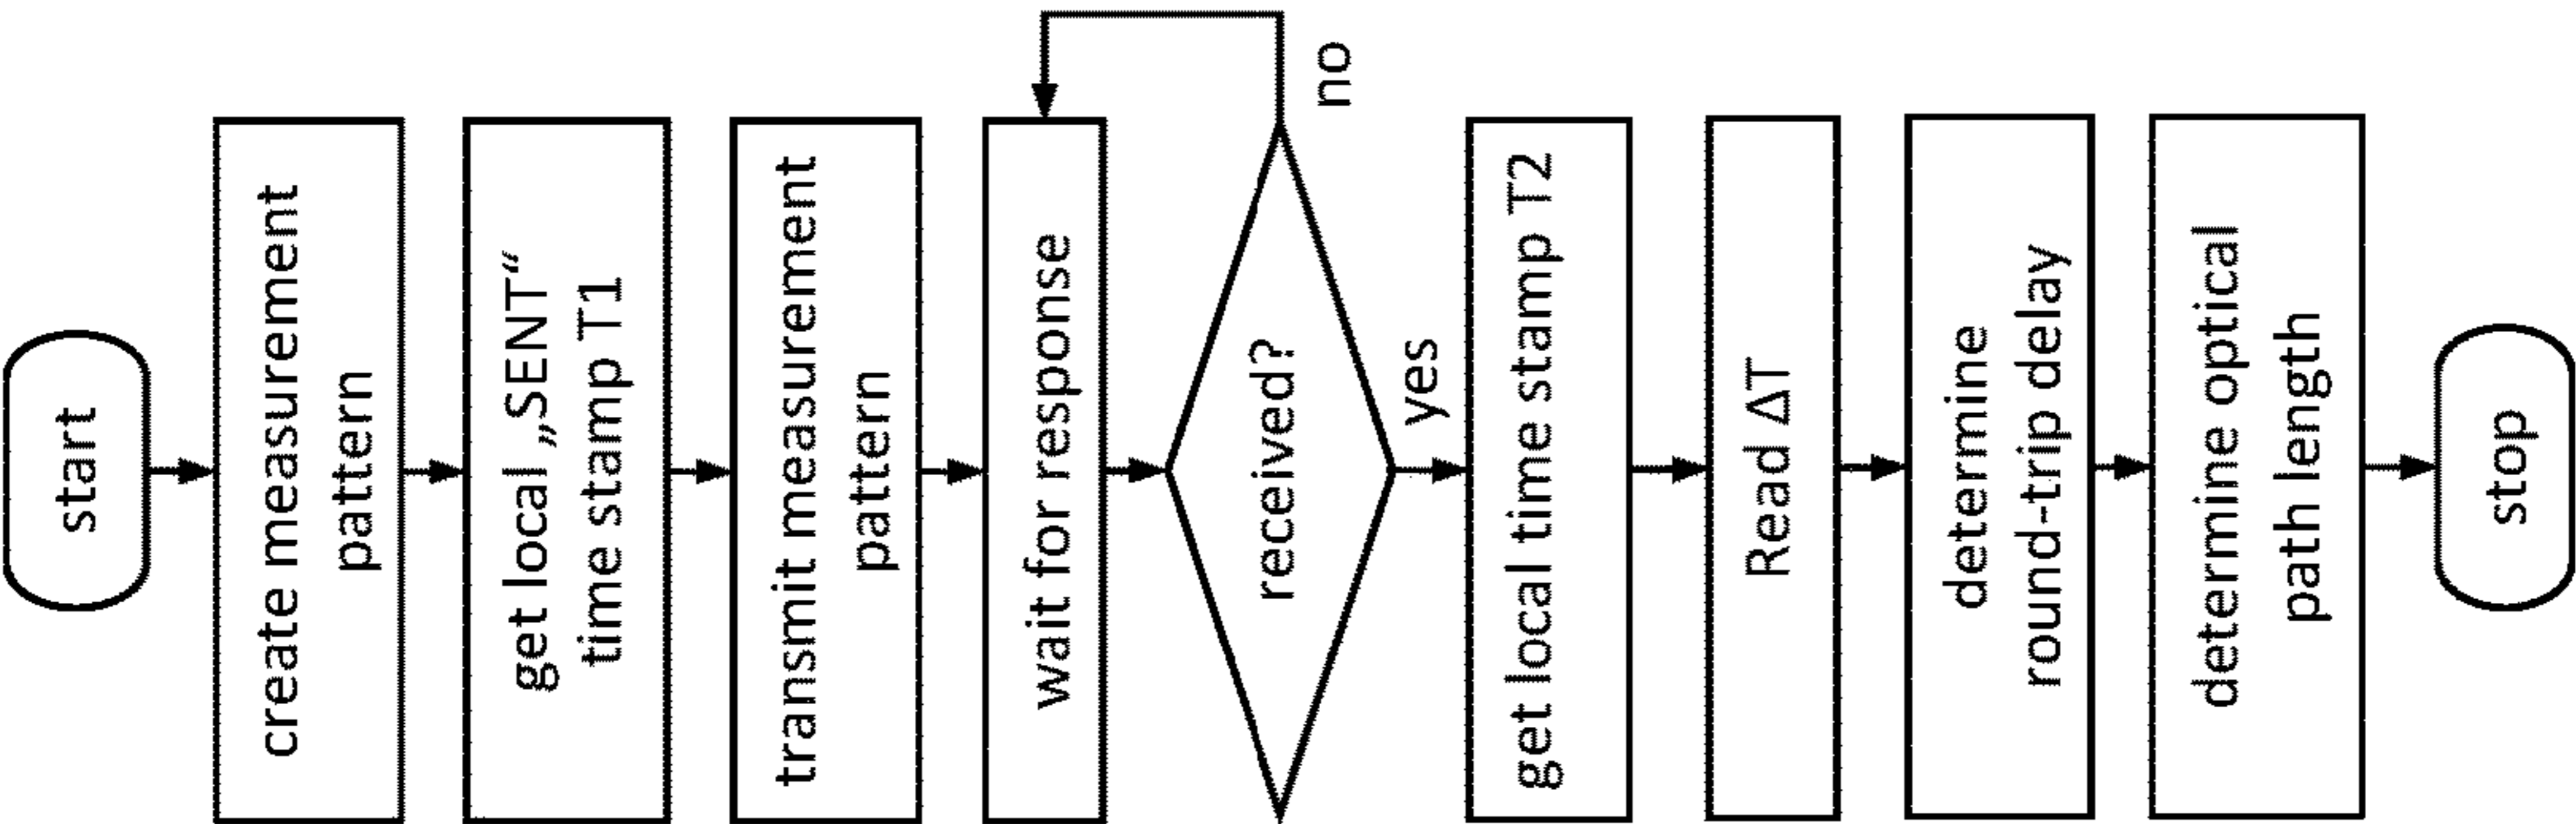 start
create measurement
pattern
get local „SENT“
time stamp T1
transmit measurement
pattern
wait for response
received?
no
yes
get local time stamp T2
Read ΔT
determine
round-trip delay
determine optical
path length
stop